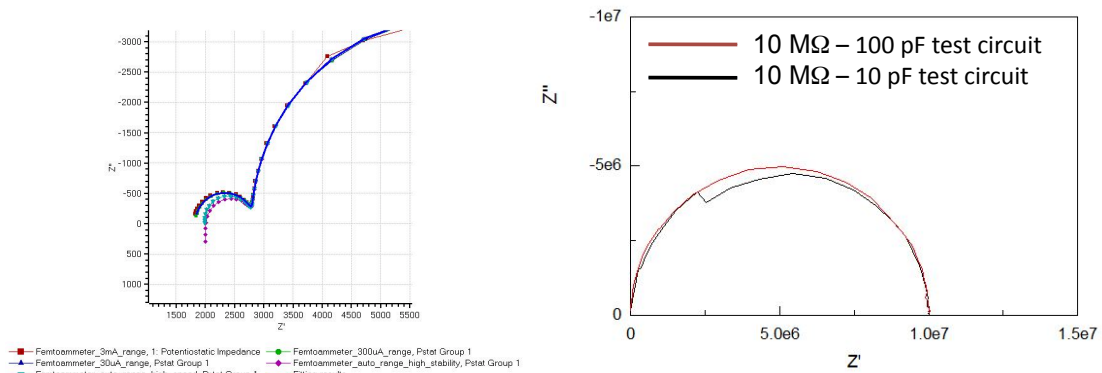 -3000
-2500
-2000
-1500
-1000
-500
0
500
1000
Z"
1500 2000 2500 3000 3500 4000 4500 5000 5500
Z'
Femtoammeter_3mA_range, 1: Potentiostatic Impedance
Femtoammeter_300uA_range, Pstat Group 1
Femtoammeter_30uA_range, Pstat Group 1
Femtoammeter_auto_range_high_stability, Pstat Group 1
-1e7
10 MΩ – 100 pF test circuit
10 MΩ – 10 pF test circuit
Z"
-5e6
0
0 5.0e6 1.0e7 1.5e7
Z'